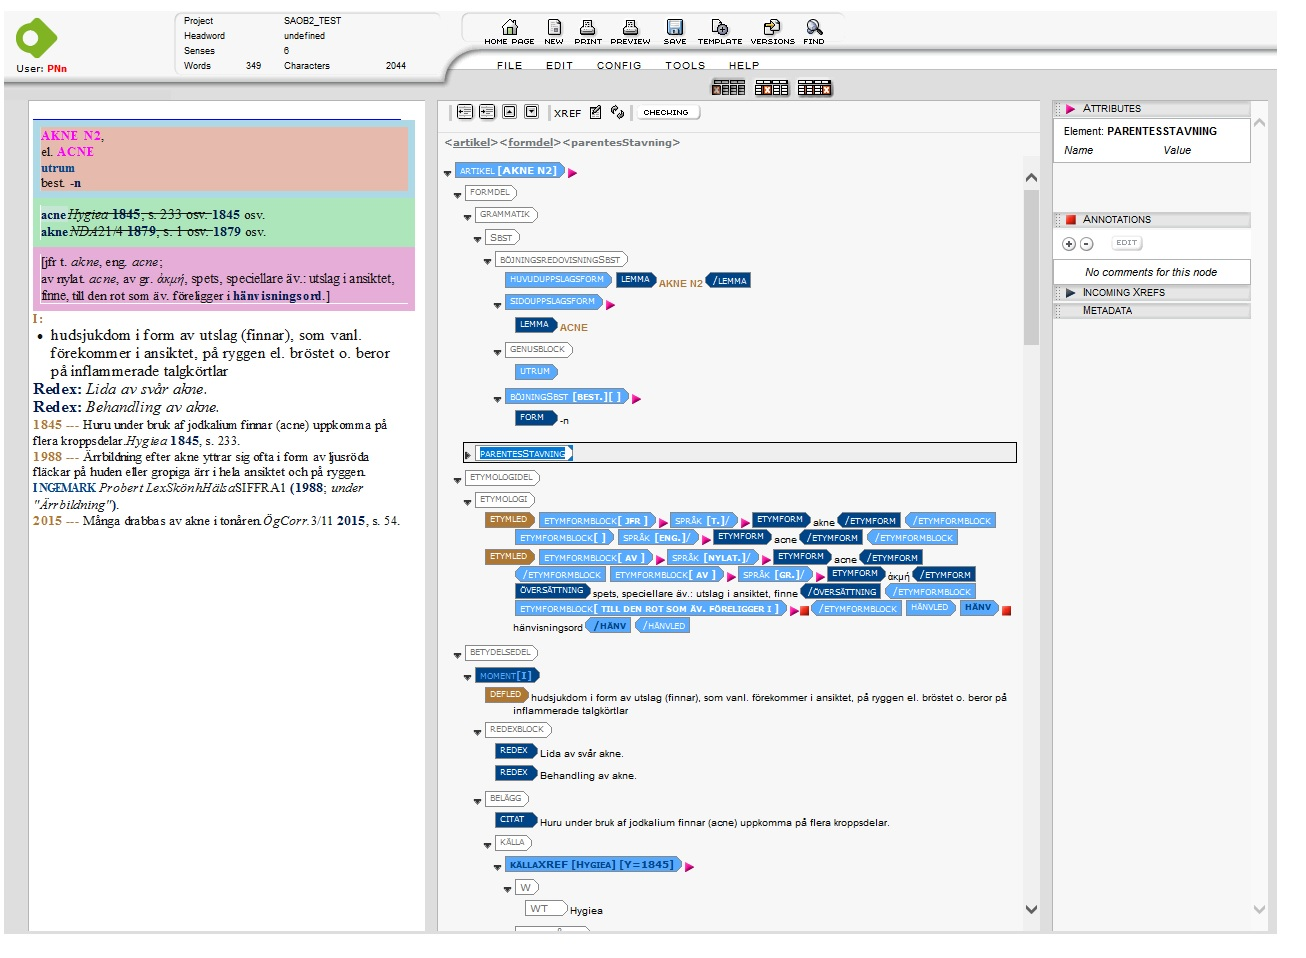 Project SAOB2_TEST
Headword undefined
Senses 6
Words 349 Characters 2044
User: PNn
HOME PAGE NEW PRINT PREVIEW SAVE TEMPLATE VERSIONS FIND
FILE EDIT CONFIG TOOLS HELP
AKNE N2,
el. ACNE
utrum
best. -n
acne Hygiea 1845, s. 233 osv. 1845 osv.
akne NDA21/4 1879, s. 1 osv. 1879 osv.
[jfr t. akne, eng. acne;
av nylat. acne, av gr. ἀκμή, spets, speciellare äv.: utslag i ansiktet,
finne, till den rot som äv. föreligger i hänvisningsord.]
I:
• hudsjukdom i form av utslag (finnar), som vanl.
förekommer i ansiktet, på ryggen el. bröstet o. beror
på inflammerade talgkörtlar
Redex: Lida av svår akne.
Redex: Behandling av akne.
1845 --- Huru under bruk af jodkalium finnar (acne) uppkomma på
flera kroppsdelar.Hygiea 1845, s. 233.
1988 --- Ärrbildning efter akne yttrar sig ofta i form av ljusröda
fläckar på huden eller gropiga ärr i hela ansiktet och på ryggen.
INGEMARK Probert LexSkönhHälsaSIFFRA1 (1988; under
"Ärrbildning").
2015 --- Många drabbas av akne i tonåren.ÖgCorr.3/11 2015, s. 54.
XREF CHECKING
<artikel><formdel><parentesStavning>
ARTIKEL [AKNE N2]
FORMDEL
GRAMMATIK
SBST
BÖJNINGSREDOVISNINGSBST
HUVUDUPPSLAGSFORM LEMMA AKNE N2 /LEMMA
SIDOUPPSLAGSFORM
LEMMA ACNE
GENUSBLOCK
UTRUM
BÖJNINGSBST [BEST.][ ]
FORM -n
PARENTESSTAVNING
ETYMOLOGIDEL
ETYMOLOGI
ETYMLED ETYMFORMBLOCK[ JFR ] SPRÅK [T.]/ ETYMFORM akne /ETYMFORM /ETYMFORMBLOCK
ETYMFORMBLOCK[ ] SPRÅK [ENG.]/ ETYMFORM acne /ETYMFORM /ETYMFORMBLOCK
ETYMLED ETYMFORMBLOCK[ AV ] SPRÅK [NYLAT.]/ ETYMFORM acne /ETYMFORM
/ETYMFORMBLOCK ETYMFORMBLOCK[ AV ] SPRÅK [GR.]/ ETYMFORM ἀκμή /ETYMFORM
ÖVERSÄTTNING spets, speciellare äv.: utslag i ansiktet, finne /ÖVERSÄTTNING /ETYMFORMBLOCK
ETYMFORMBLOCK[ TILL DEN ROT SOM ÄV. FÖRELIGGER I ] /ETYMFORMBLOCK HÄNVLED HÄNV
hänvisningsord /HÄNV /HÄNVLED
BETYDELSEDEL
MOMENT[I]
DEFLED hudsjukdom i form av utslag (finnar), som vanl. förekommer i ansiktet, på ryggen el. bröstet o. beror på
inflammerade talgkörtlar
REDEXBLOCK
REDEX Lida av svår akne.
REDEX Behandling av akne.
BELÄGG
CITAT Huru under bruk af jodkalium finnar (acne) uppkomma på flera kroppsdelar.
KÄLLA
KÄLLAXREF [HYGIEA] [Y=1845]
W
WT Hygiea
ATTRIBUTES
Element: PARENTESSTAVNING
Name Value
ANNOTATIONS
EDIT
No comments for this node
INCOMING XREFS
METADATA